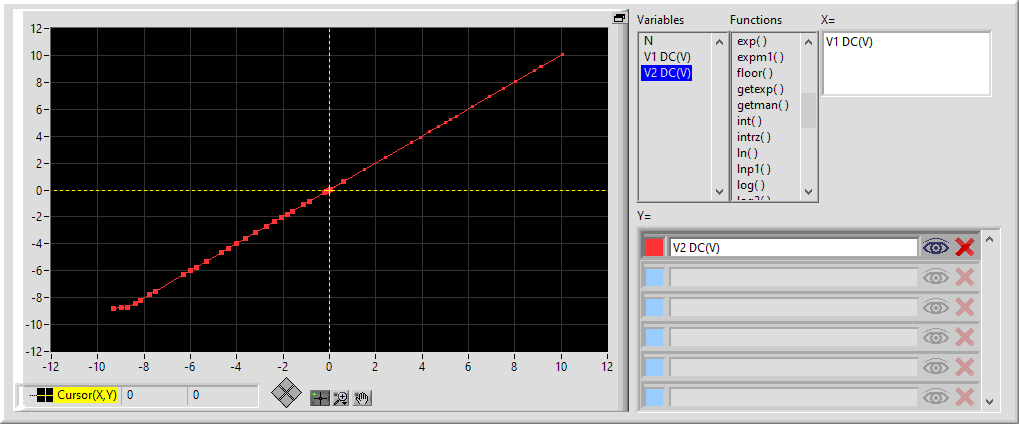 Variables
Functions
X=
N
V1 DC(V)
V2 DC(V)
exp( )
expm1( )
floor( )
getexp( )
getman( )
int( )
intrz( )
ln( )
lnp1( )
log( )
V1 DC(V)
12
10
8
6
4
2
0
-2
-4
-6
-8
-10
-12
-12
-10
-8
-6
-4
-2
0
2
4
6
8
10
12
Y=
V2 DC(V)
Cursor(X,Y)
0
0